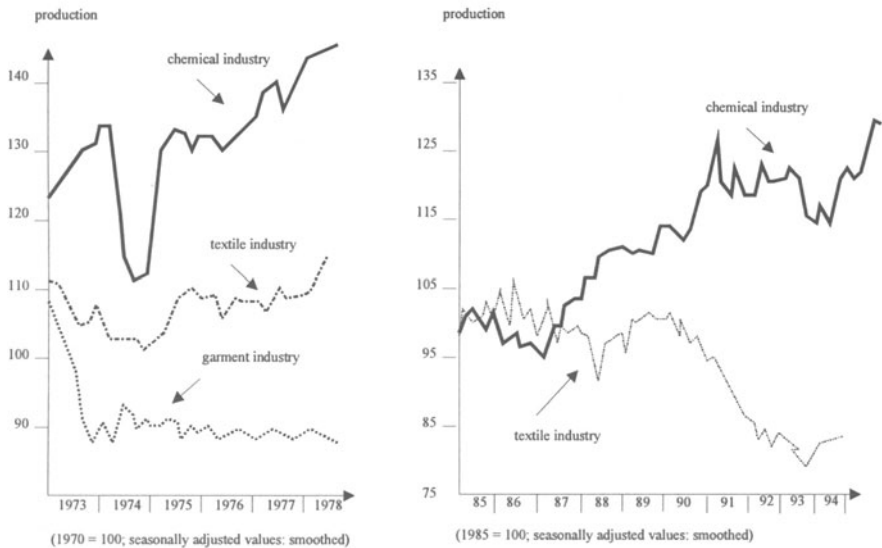 production
140
130
120
110
100
90
chemical industry
textile industry
garment industry
1973 1974 1975 1976 1977 1978
(1970 = 100; seasonally adjusted values: smoothed)
production
135
125
115
105
95
85
75
chemical industry
textile industry
85 86 87 88 89 90 91 92 93 94
(1985 = 100; seasonally adjusted values: smoothed)